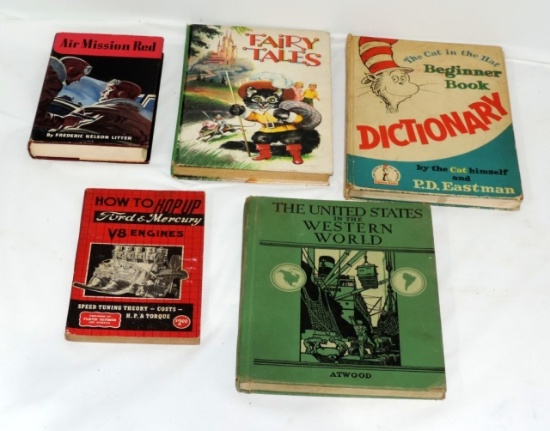 Air Mission Red
By FREDERIC NELSON LITTEN
FAIRY
TALES
The Cat in the Hat
Beginner
Book
DICTIONARY
by the Cat himself
and
P.D. Eastman
HOW TO HOP UP
Ford & Mercury
V8 ENGINES
SPEED TUNING THEORY - COSTS -
H.P. & TORQUE
THE UNITED STATES
IN THE
WESTERN
WORLD
ATWOOD